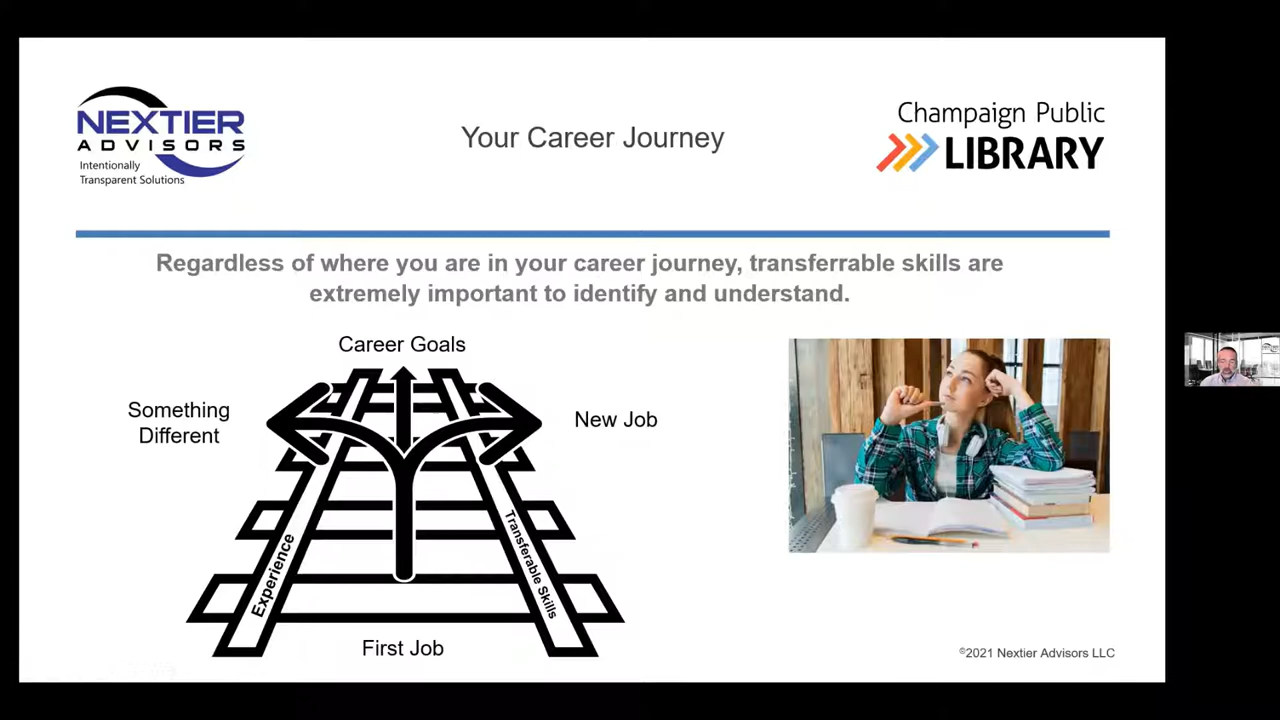 NEXTIER
ADVISORS
Intentionally
Transparent Solutions
Your Career Journey
Champaign Public
LIBRARY
Regardless of where you are in your career journey, transferrable skills are
extremely important to identify and understand.
Career Goals
Something
Different
New Job
Experience
Transferable Skills
First Job
©2021 Nextier Advisors LLC